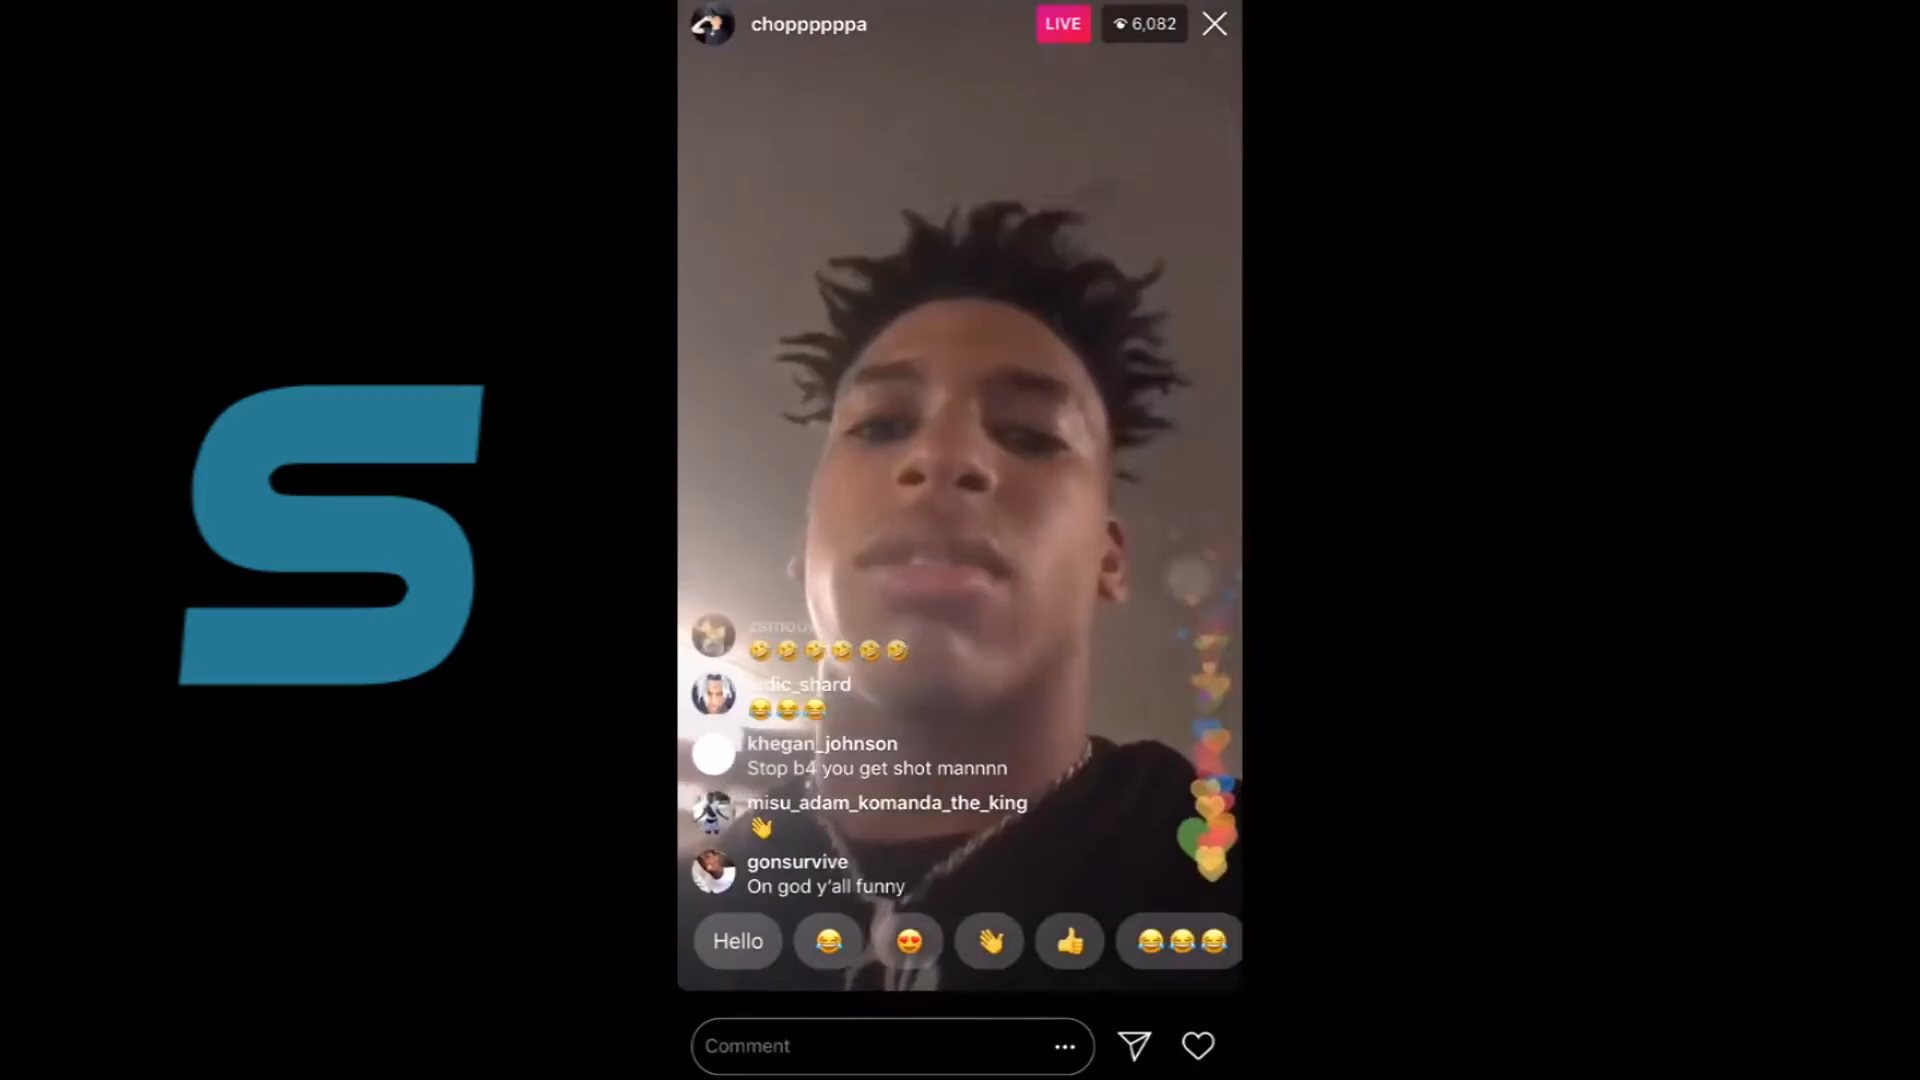 choppppppa
LIVE
6,082
🤣🤣🤣🤣🤣🤣
dic_shard
😂😂😂
khegan_johnson
Stop b4 you get shot mannnn
misu_adam_komanda_the_king
👋
gonsurvive
On god y'all funny
Hello 😂 😍 👋 👍 😂😂😂
Comment
S